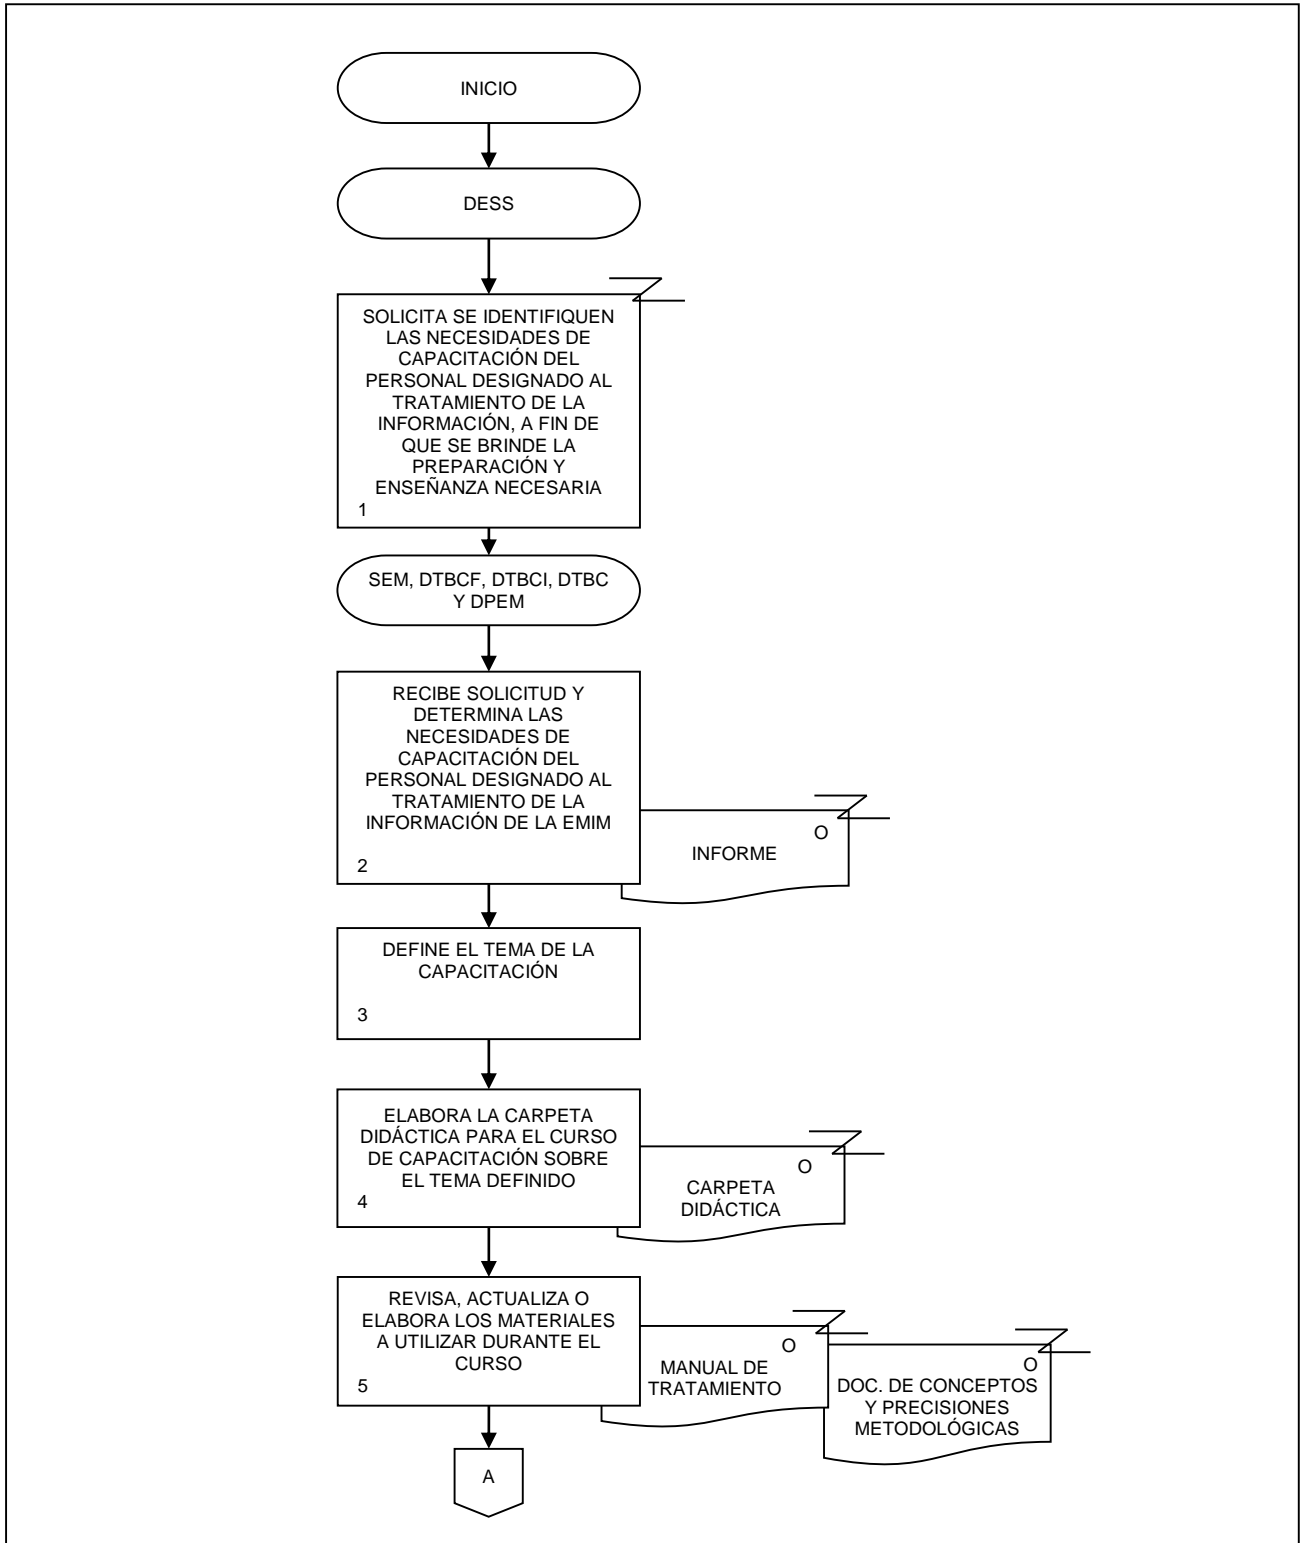 INICIO
DESS
SOLICITA SE IDENTIFIQUEN
LAS NECESIDADES DE
CAPACITACIÓN DEL
PERSONAL DESIGNADO AL
TRATAMIENTO DE LA
INFORMACIÓN, A FIN DE
QUE SE BRINDE LA
PREPARACIÓN Y
ENSEÑANZA NECESARIA
1
SEM, DTBCF, DTBCI, DTBC
Y DPEM
RECIBE SOLICITUD Y
DETERMINA LAS
NECESIDADES DE
CAPACITACIÓN DEL
PERSONAL DESIGNADO AL
TRATAMIENTO DE LA
INFORMACIÓN DE LA EMIM
2
O
INFORME
DEFINE EL TEMA DE LA
CAPACITACIÓN
3
ELABORA LA CARPETA
DIDÁCTICA PARA EL CURSO
DE CAPACITACIÓN SOBRE
EL TEMA DEFINIDO
4
O
CARPETA
DIDÁCTICA
REVISA, ACTUALIZA O
ELABORA LOS MATERIALES
A UTILIZAR DURANTE EL
CURSO
5
O
MANUAL DE
TRATAMIENTO
O
DOC. DE CONCEPTOS
Y PRECISIONES
METODOLÓGICAS
A